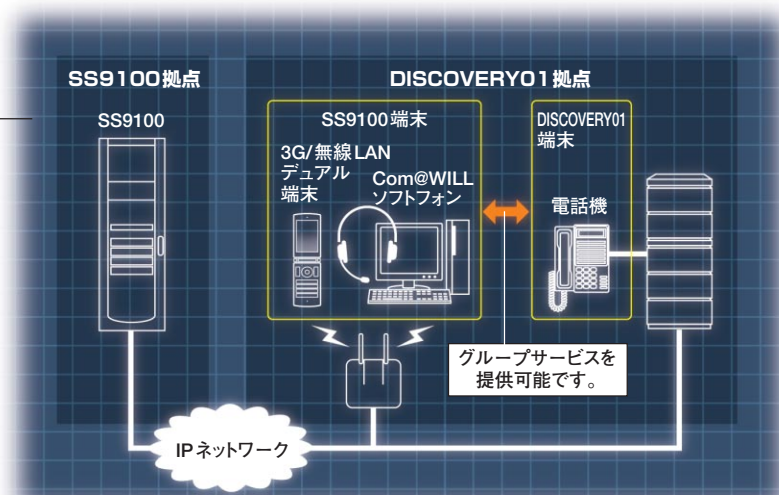 SS9100拠点
SS9100
DISCOVERY01拠点
SS9100端末
3G/無線LAN
デュアル
端末
Com@WILL
ソフトフォン
DISCOVERY01
端末
電話機
グループサービスを
提供可能です。
IPネットワーク